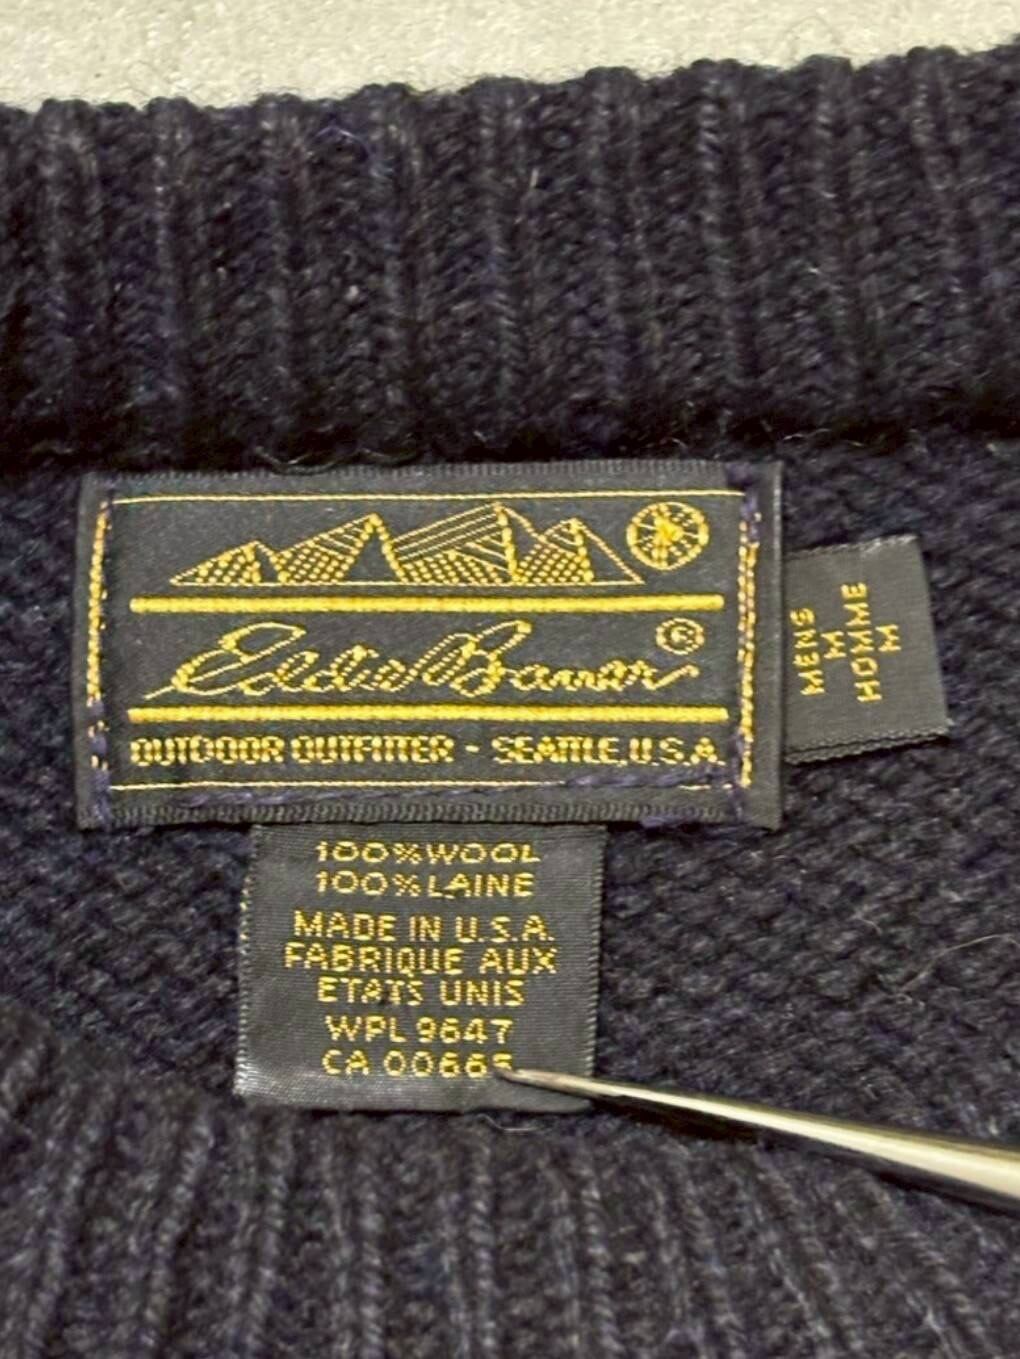 Eddie Bauer ®
OUTDOOR OUTFITTER - SEATTLE, U.S.A.
MENS
M
HOMME
M
100% WOOL
100% LAINE
MADE IN U.S.A.
FABRIQUE AUX
ETATS UNIS
WPL 9647
CA 00665